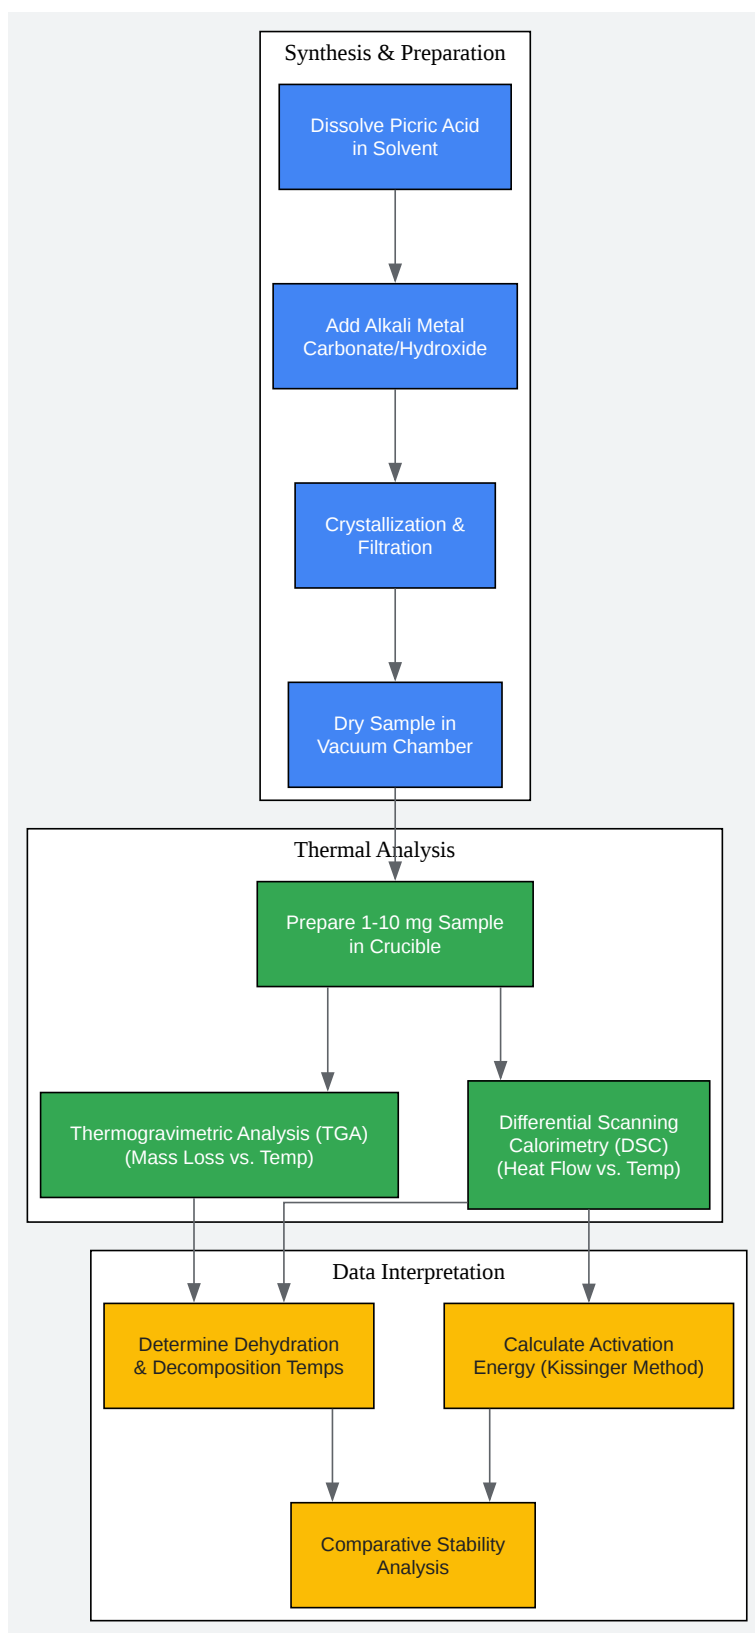 Synthesis & Preparation
Dissolve Picric Acid
in Solvent
Add Alkali Metal
Carbonate/Hydroxide
Crystallization &
Filtration
Dry Sample in
Vacuum Chamber
Thermal Analysis
Prepare 1-10 mg Sample
in Crucible
Thermogravimetric Analysis (TGA)
(Mass Loss vs. Temp)
Differential Scanning
Calorimetry (DSC)
(Heat Flow vs. Temp)
Data Interpretation
Determine Dehydration
& Decomposition Temps
Calculate Activation
Energy (Kissinger Method)
Comparative Stability
Analysis